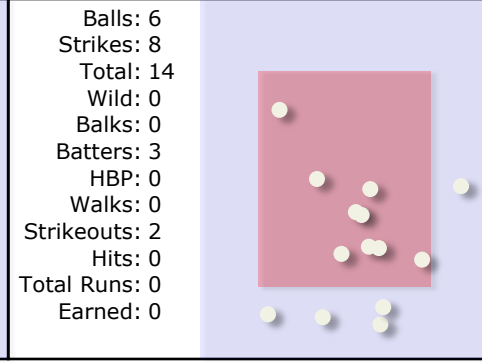 Balls: 6
Strikes: 8
Total: 14
Wild: 0
Balks: 0
Batters: 3
HBP: 0
Walks: 0
Strikeouts: 2
Hits: 0
Total Runs: 0
Earned: 0